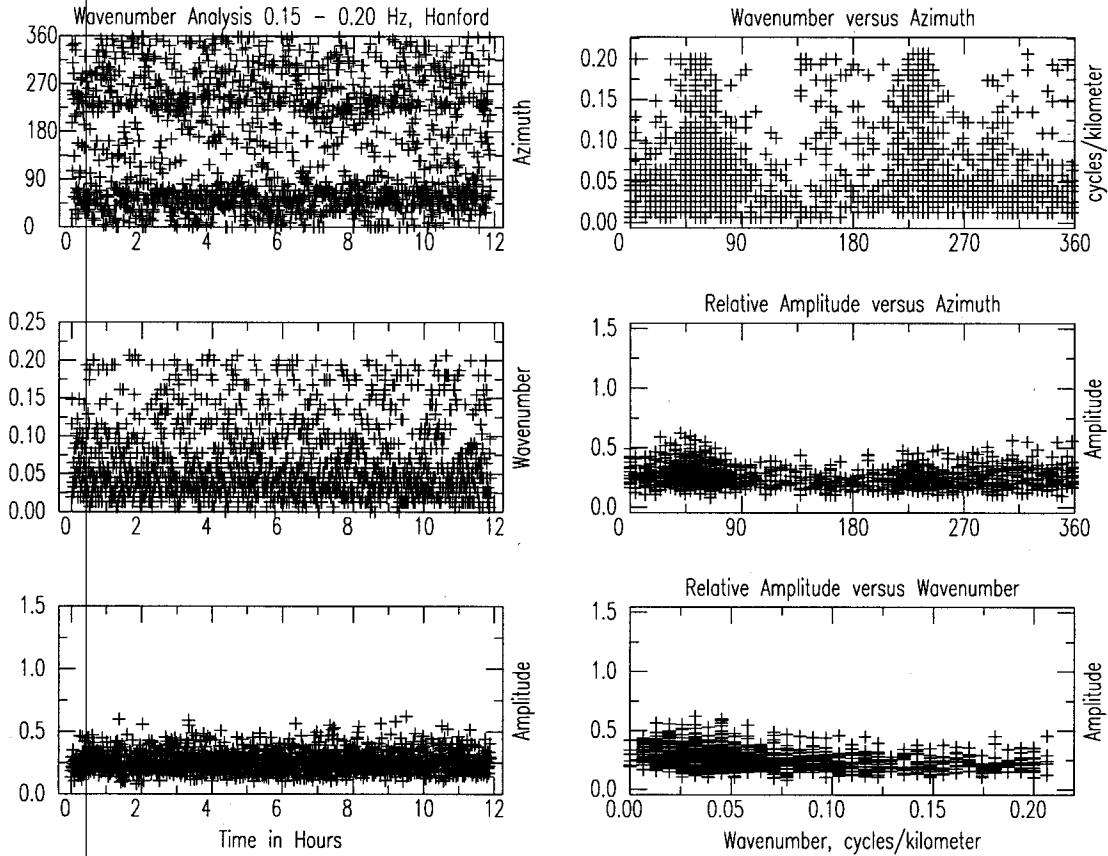 Wavenumber Analysis 0.15 – 0.20 Hz, Hanford
360
270
180
90
0
0 2 4 6 8 10 12
Azimuth
Wavenumber versus Azimuth
0.20
0.15
0.10
0.05
0.00
0 90 180 270 360
cycles/kilometer
0.25
0.20
0.15
0.10
0.05
0.00
0 2 4 6 8 10 12
Wavenumber
Relative Amplitude versus Azimuth
1.5
1.0
0.5
0.0
0 90 180 270 360
Amplitude
1.5
1.0
0.5
0.0
0 2 4 6 8 10 12
Time in Hours
Amplitude
Relative Amplitude versus Wavenumber
1.5
1.0
0.5
0.0
0.00 0.05 0.10 0.15 0.20
Wavenumber, cycles/kilometer
Amplitude